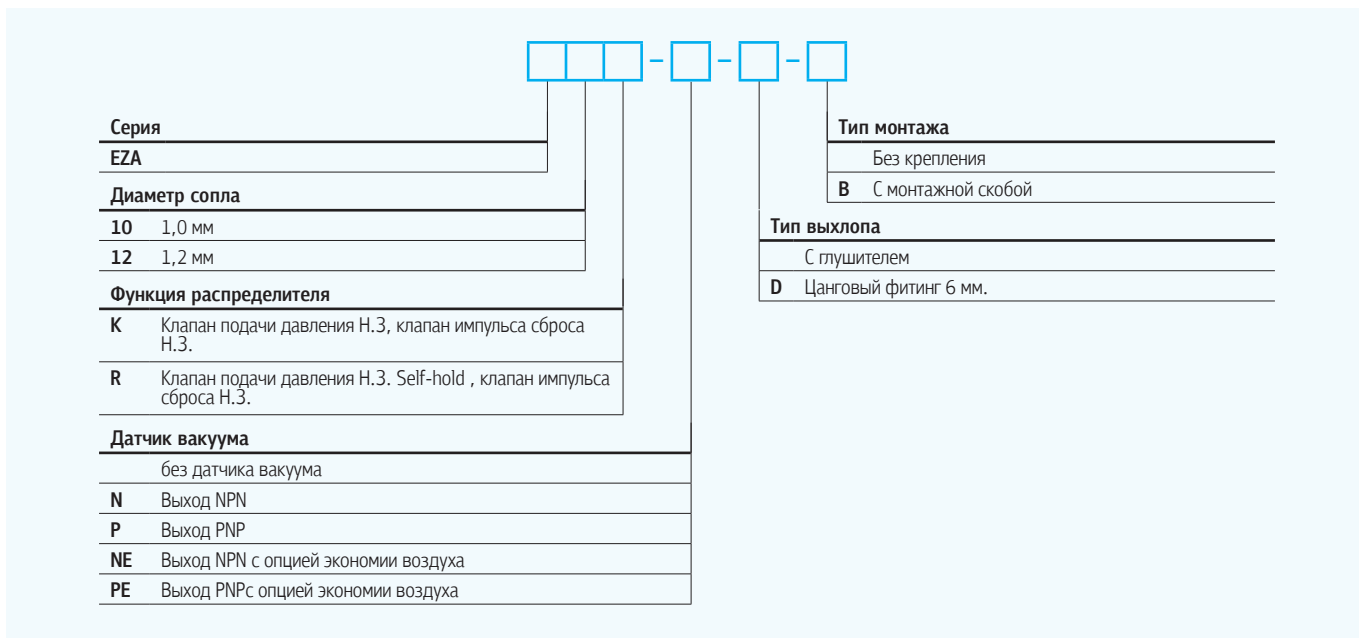 – – –
Серия
EZA
Диаметр сопла
10 1,0 мм
12 1,2 мм
Функция распределителя
K Клапан подачи давления Н.З, клапан импульса сброса
Н.З.
R Клапан подачи давления Н.З. Self-hold , клапан импульса
сброса Н.З.
Датчик вакуума
без датчика вакуума
N Выход NPN
P Выход PNP
NE Выход NPN с опцией экономии воздуха
PE Выход PNPс опцией экономии воздуха
Тип монтажа
Без крепления
B С монтажной скобой
Тип выхлопа
С глушителем
D Цанговый фитинг 6 мм.